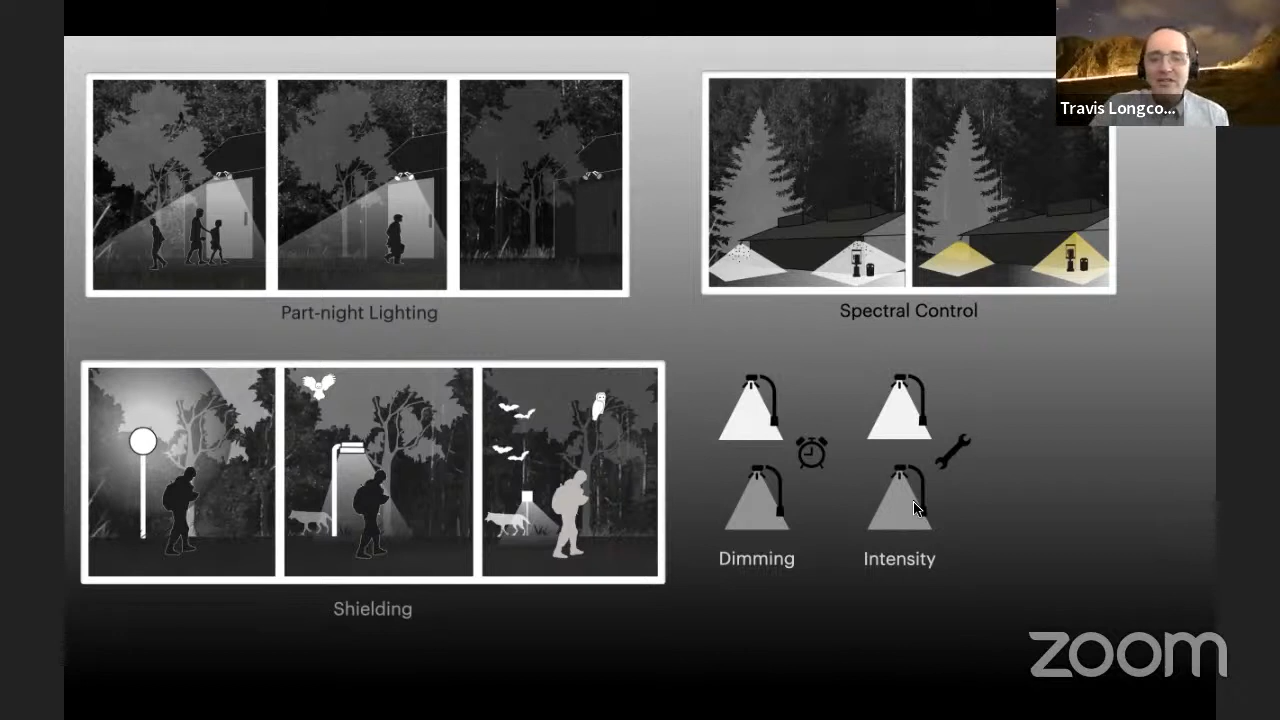 Travis Longco...
Part-night Lighting
Spectral Control
Dimming
Intensity
Shielding
zoom